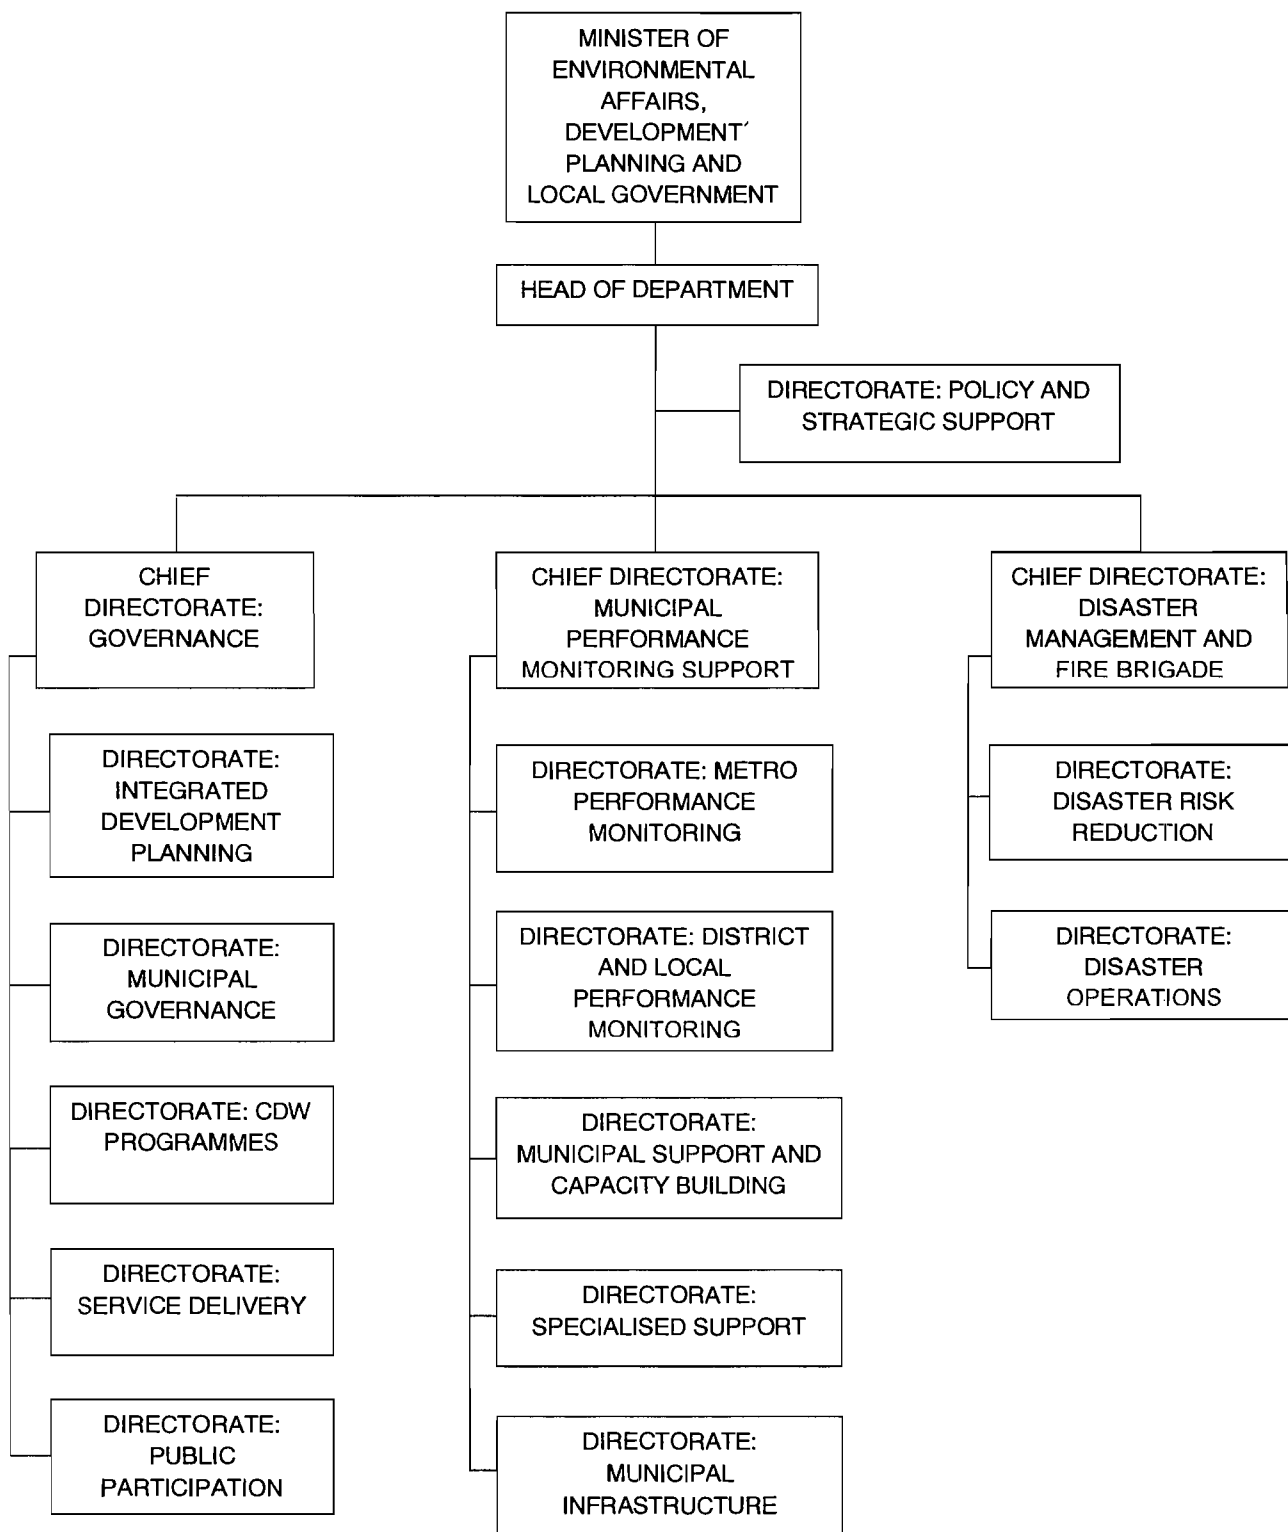 MINISTER OF
ENVIRONMENTAL
AFFAIRS,
DEVELOPMENT´
PLANNING AND
LOCAL GOVERNMENT
HEAD OF DEPARTMENT
DIRECTORATE: POLICY AND
STRATEGIC SUPPORT
CHIEF
DIRECTORATE:
GOVERNANCE
DIRECTORATE:
INTEGRATED
DEVELOPMENT
PLANNING
DIRECTORATE:
MUNICIPAL
GOVERNANCE
DIRECTORATE: CDW
PROGRAMMES
DIRECTORATE:
SERVICE DELIVERY
DIRECTORATE:
PUBLIC
PARTICIPATION
CHIEF DIRECTORATE:
MUNICIPAL
PERFORMANCE
MONITORING SUPPORT
DIRECTORATE: METRO
PERFORMANCE
MONITORING
DIRECTORATE: DISTRICT
AND LOCAL
PERFORMANCE
MONITORING
DIRECTORATE:
MUNICIPAL SUPPORT AND
CAPACITY BUILDING
DIRECTORATE:
SPECIALISED SUPPORT
DIRECTORATE:
MUNICIPAL
INFRASTRUCTURE
CHIEF DIRECTORATE:
DISASTER
MANAGEMENT AND
FIRE BRIGADE
DIRECTORATE:
DISASTER RISK
REDUCTION
DIRECTORATE:
DISASTER
OPERATIONS